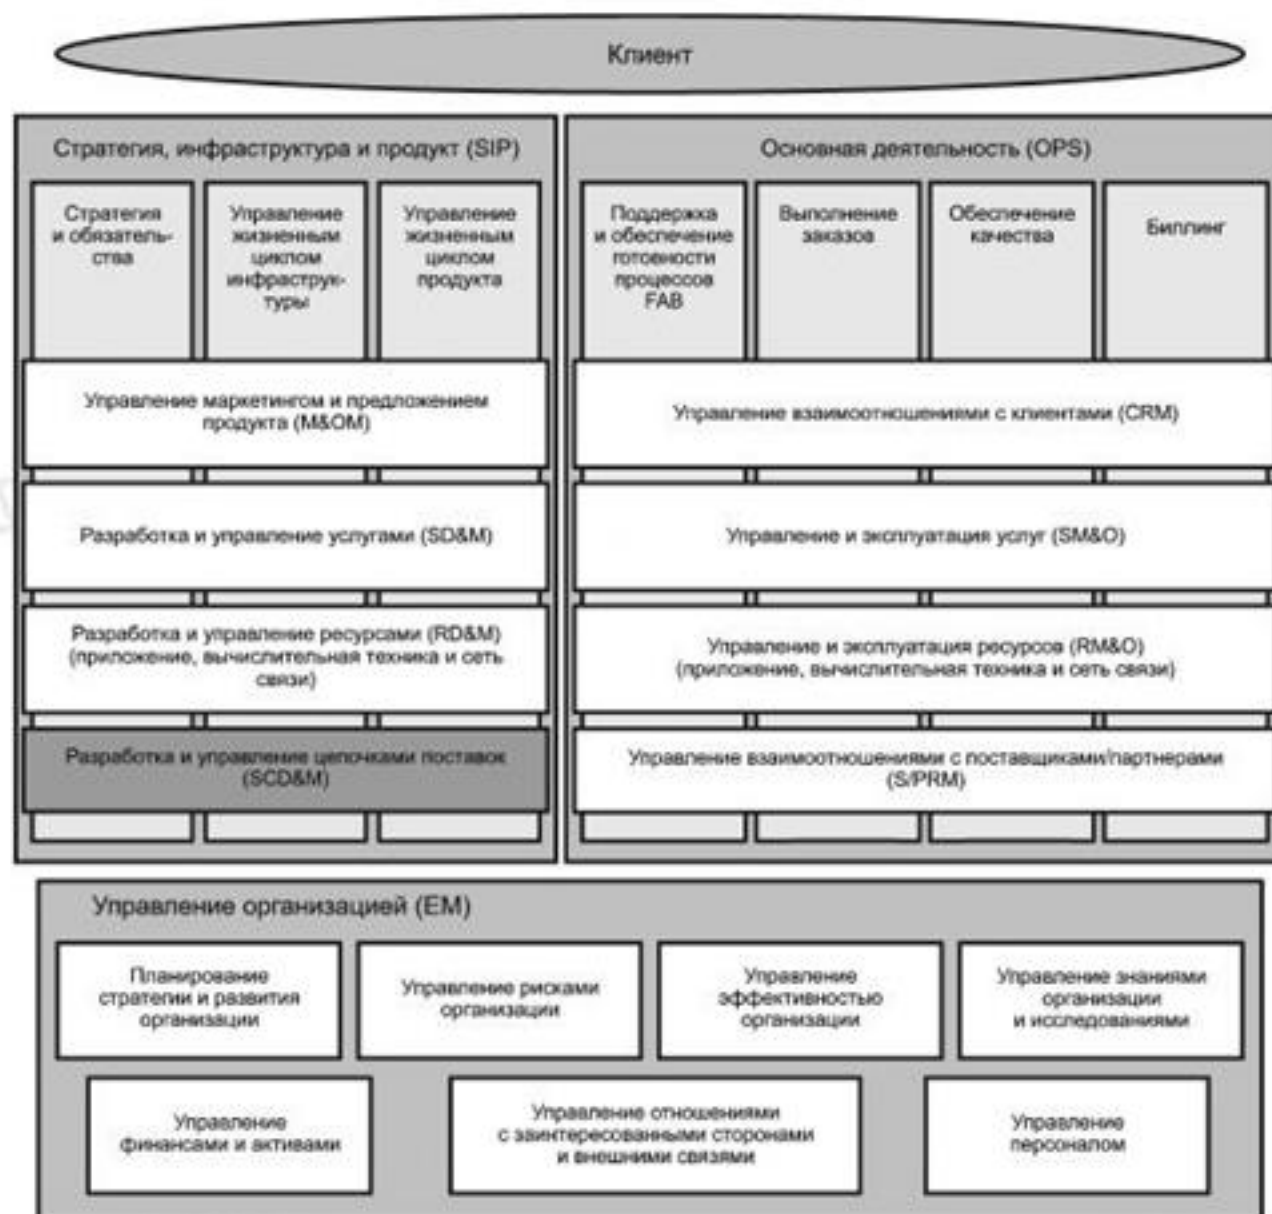 Клиент
Стратегия, инфраструктура и продукт (SIP)
Стратегия
и обязатель-
ства
Управление
жизненным
циклом
инфраструк-
туры
Управление
жизненным
циклом
продукта
Управление маркетингом и предложением
продукта (M&OM)
Разработка и управление услугами (SD&M)
Разработка и управление ресурсами (RD&M)
(приложение, вычислительная техника и сеть
связи)
Разработка и управление цепочками поставок
(SCD&M)
Основная деятельность (OPS)
Поддержка
и обеспечение
готовности
процессов
FAB
Выполнение
заказов
Обеспечение
качества
Биллинг
Управление взаимоотношениями с клиентами (CRM)
Управление и эксплуатация услуг (SM&O)
Управление и эксплуатация ресурсов (RM&O)
(приложение, вычислительная техника и сеть связи)
Управление взаимоотношениями с поставщиками/партнерами
(S/PRM)
Управление организацией (EM)
Планирование
стратегии и развития
организации
Управление рисками
организации
Управление
эффективностью
организации
Управление знаниями
организации
и исследованиями
Управление
финансами и активами
Управление отношениями
с заинтересованными сторонами
и внешними связями
Управление
персоналом